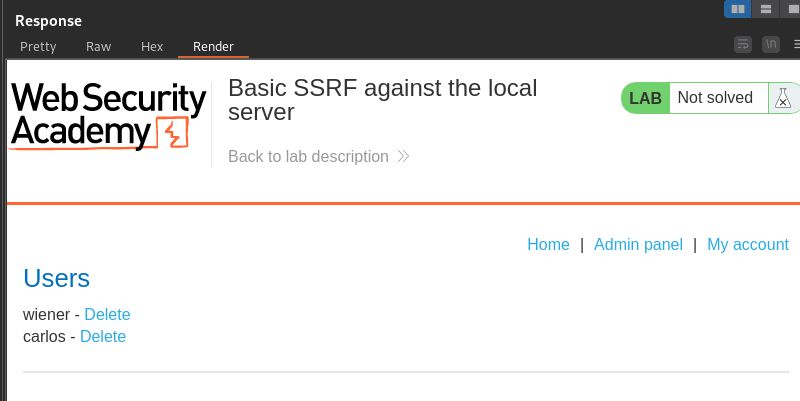 Response
Pretty Raw Hex Render
\n
Web Security
Academy
Basic SSRF against the local
server
Back to lab description
LAB Not solved
Home | Admin panel | My account
Users
wiener - Delete
carlos - Delete